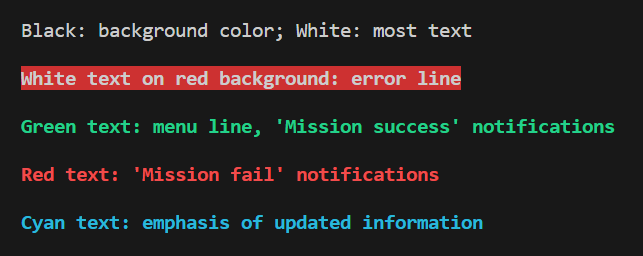 Black: background color; White: most text
White text on red background: error line
Green text: menu line, 'Mission success' notifications
Red text: 'Mission fail' notifications
Cyan text: emphasis of updated information